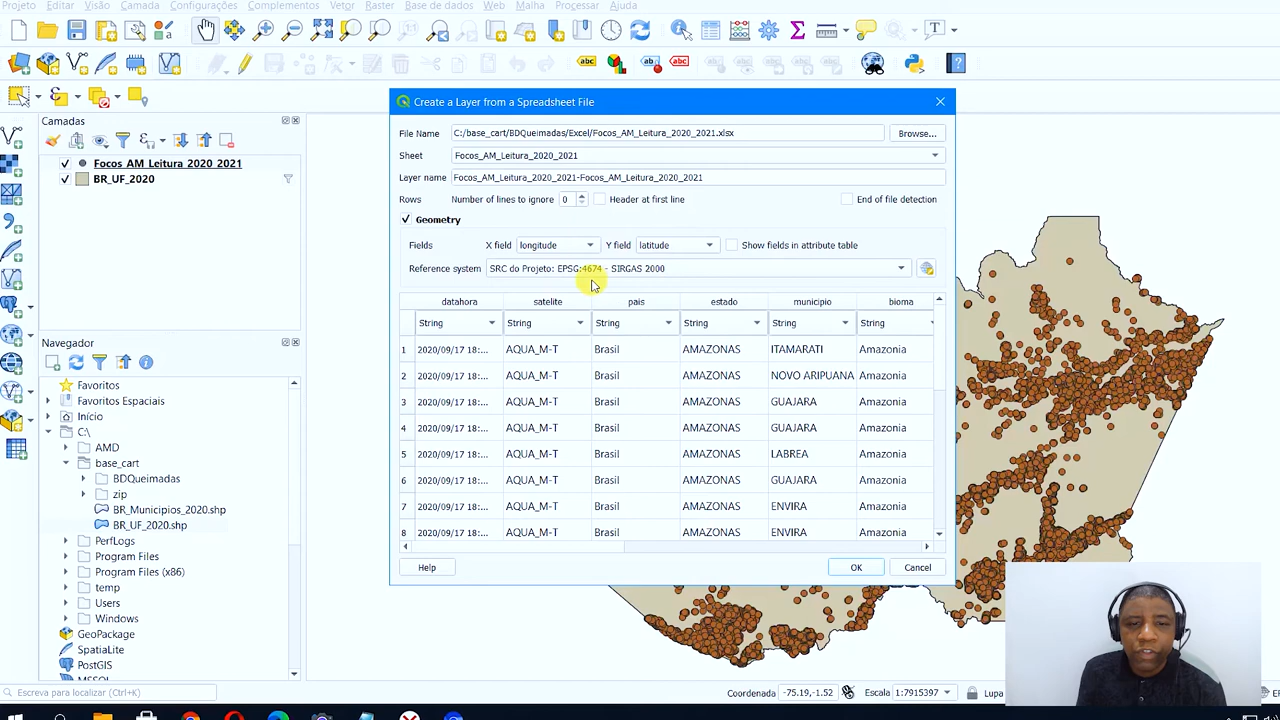 Projeto Editar Visão Camada Configurações Complementos Vetor Raster Base de dados Web Malha Processar Ajuda
abc abc abc
Camadas
Focos_AM_Leitura_2020_2021
BR_UF_2020
Navegador
Favoritos
Favoritos Espaciais
Início
C:\
AMD
base_cart
BDQueimadas
zip
BR_Municipios_2020.shp
BR_UF_2020.shp
PerfLogs
Program Files
Program Files (x86)
temp
Users
Windows
GeoPackage
SpatiaLite
PostGIS
MSSQL
Create a Layer from a Spreadsheet File
File Name C:/base_cart/BDQueimadas/Excel/Focos_AM_Leitura_2020_2021.xlsx Browse...
Sheet Focos_AM_Leitura_2020_2021
Layer name Focos_AM_Leitura_2020_2021-Focos_AM_Leitura_2020_2021
Rows Number of lines to ignore 0 Header at first line End of file detection
Geometry
Fields X field longitude Y field latitude Show fields in attribute table
Reference system SRC do Projeto: EPSG:4674 - SIRGAS 2000
datahora satelite pais estado municipio bioma
String String String String String String
1 2020/09/17 18:... AQUA_M-T Brasil AMAZONAS ITAMARATI Amazonia
2 2020/09/17 18:... AQUA_M-T Brasil AMAZONAS NOVO ARIPUANA Amazonia
3 2020/09/17 18:... AQUA_M-T Brasil AMAZONAS GUAJARA Amazonia
4 2020/09/17 18:... AQUA_M-T Brasil AMAZONAS GUAJARA Amazonia
5 2020/09/17 18:... AQUA_M-T Brasil AMAZONAS LABREA Amazonia
6 2020/09/17 18:... AQUA_M-T Brasil AMAZONAS GUAJARA Amazonia
7 2020/09/17 18:... AQUA_M-T Brasil AMAZONAS ENVIRA Amazonia
8 2020/09/17 18:... AQUA_M-T Brasil AMAZONAS ENVIRA Amazonia
Help OK Cancel
Escreva para localizar (Ctrl+K) Coordenada -75.19,-1.52 Escala 1:7915397 Lupa